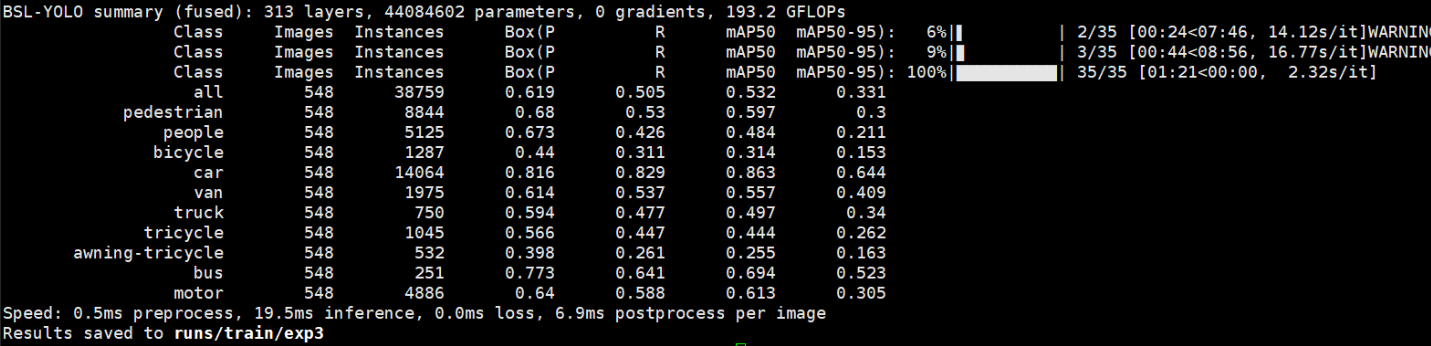 BSL-YOLO summary (fused): 313 layers, 44084602 parameters, 0 gradients, 193.2 GFLOPs
Class Images Instances Box(P R mAP50 mAP50-95): 6%|▋ | 2/35 [00:24<07:46, 14.12s/it]WARNING
Class Images Instances Box(P R mAP50 mAP50-95): 9%|▊ | 3/35 [00:44<08:56, 16.77s/it]WARNING
Class Images Instances Box(P R mAP50 mAP50-95): 100%|██████████| 35/35 [01:21<00:00, 2.32s/it]
all 548 38759 0.619 0.505 0.532 0.331
pedestrian 548 8844 0.68 0.53 0.597 0.3
people 548 5125 0.673 0.426 0.484 0.211
bicycle 548 1287 0.44 0.311 0.314 0.153
car 548 14064 0.816 0.829 0.863 0.644
van 548 1975 0.614 0.537 0.557 0.409
truck 548 750 0.594 0.477 0.497 0.34
tricycle 548 1045 0.566 0.447 0.444 0.262
awning-tricycle 548 532 0.398 0.261 0.255 0.163
bus 548 251 0.773 0.641 0.694 0.523
motor 548 4886 0.64 0.588 0.613 0.305
Speed: 0.5ms preprocess, 19.5ms inference, 0.0ms loss, 6.9ms postprocess per image
Results saved to runs/train/exp3